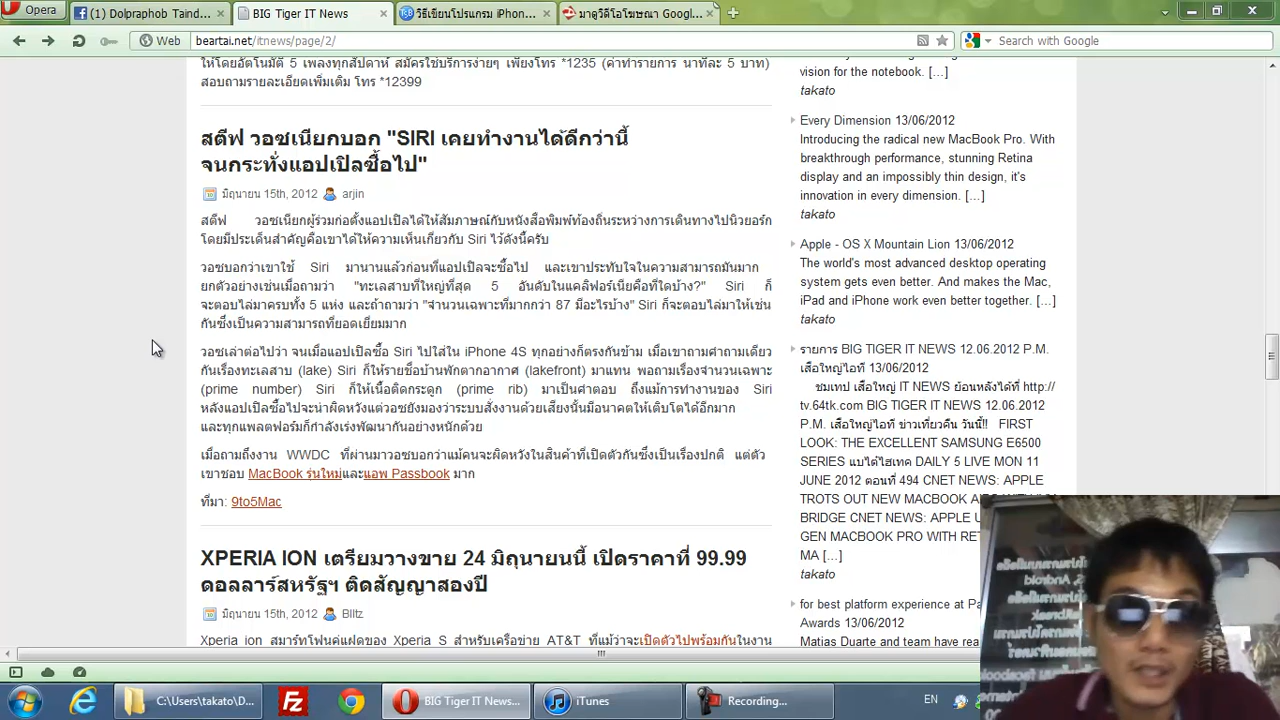 Opera
(1) Dolpraphob Taind...
BIG Tiger IT News
วิธีเขียนโปรแกรม iPhon...
มาดูวีดีโอโฆษณา Googl...
Web
beartai.net/itnews/page/2/
Search with Google
ให้โดยอัตโนมัติ 5 เพลงทุกสัปดาห์ สมัครใช้บริการง่ายๆ เพียงโทร *1235 (ค่าทำรายการ นาทีละ 5 บาท)
สอบถามรายละเอียดเพิ่มเติม โทร *12399
สตีฟ วอซเนียกบอก "SIRI เคยทำงานได้ดีกว่านี้
จนกระทั่งแอปเปิลซื้อไป"
มิถุนายน 15th, 2012 arjin
สตีฟ วอซเนียกผู้ร่วมก่อตั้งแอปเปิลได้ให้สัมภาษณ์กับหนังสือพิมพ์ท้องถิ่นระหว่างการเดินทางไปนิวยอร์ก
โดยมีประเด็นสำคัญคือเขาได้ให้ความเห็นเกี่ยวกับ Siri ไว้ดังนี้ครับ
วอซบอกว่าเขาใช้ Siri มานานแล้วก่อนที่แอปเปิลจะซื้อไป และเขาประทับใจในความสามารถมันมาก
ยกตัวอย่างเช่นเมื่อถามว่า "ทะเลสาบที่ใหญ่ที่สุด 5 อันดับในแคลิฟอร์เนียคือที่ใดบ้าง?" Siri ก็
จะตอบไล่มาครบทั้ง 5 แห่ง และถ้าถามว่า "จำนวนเฉพาะที่มากกว่า 87 มีอะไรบ้าง" Siri ก็จะตอบไล่มาให้เช่น
กันซึ่งเป็นความสามารถที่ยอดเยี่ยมมาก
วอซเล่าต่อไปว่า จนเมื่อแอปเปิลซื้อ Siri ไปใส่ใน iPhone 4S ทุกอย่างก็ตรงกันข้าม เมื่อเขาถามคำถามเดียว
กันเรื่องทะเลสาบ (lake) Siri ก็ให้รายชื่อบ้านพักตากอากาศ (lakefront) มาแทน พอถามเรื่องจำนวนเฉพาะ
(prime number) Siri ก็ให้เนื้อติดกระดูก (prime rib) มาเป็นคำตอบ ถึงแม้การทำงานของ Siri
หลังแอปเปิลซื้อไปจะน่าผิดหวังแต่วอซยังมองว่าระบบสั่งงานด้วยเสียงนั้นมีอนาคตให้เติบโตได้อีกมาก
และทุกแพลตฟอร์มก็กำลังเร่งพัฒนากันอย่างหนักด้วย
เมื่อถามถึงงาน WWDC ที่ผ่านมาวอซบอกว่าแม้คนจะผิดหวังในสินค้าที่เปิดตัวกันซึ่งเป็นเรื่องปกติ แต่ตัว
เขาชอบ MacBook รุ่นใหม่และแอพ Passbook มาก
ที่มา: 9to5Mac
XPERIA ION เตรียมวางขาย 24 มิถุนายนนี้ เปิดราคาที่ 99.99
ดอลลาร์สหรัฐฯ ติดสัญญาสองปี
มิถุนายน 15th, 2012 Blltz
Xperia ion สมาร์ทโฟนคู่แฝดของ Xperia S สำหรับเครือข่าย AT&T ที่แม้ว่าจะเปิดตัวไปพร้อมกันในงาน
vision for the notebook. […]
takato
Every Dimension 13/06/2012
Introducing the radical new MacBook Pro. With
breakthrough performance, stunning Retina
display and an impossibly thin design, it's
innovation in every dimension. […]
takato
Apple - OS X Mountain Lion 13/06/2012
The world's most advanced desktop operating
system gets even better. And makes the Mac,
iPad and iPhone work even better together. […]
takato
รายการ BIG TIGER IT NEWS 12.06.2012 P.M.
เสือใหญ่ไอที 13/06/2012
ชมเทป เสือใหญ่ IT NEWS ย้อนหลังได้ที่ http://
tv.64tk.com BIG TIGER IT NEWS 12.06.2012
P.M. เสือใหญ่ไอที ข่าวเที่ยวคืน วันนี้!! FIRST
LOOK: THE EXCELLENT SAMSUNG E6500
SERIES แบไต๋ไฮเทค DAILY 5 LIVE MON 11
JUNE 2012 ตอนที่ 494 CNET NEWS: APPLE
TROTS OUT NEW MACBOOK
BRIDGE CNET NEWS: APPLE
GEN MACBOOK PRO WITH
MA […]
takato
for best platform experience at
Awards 13/06/2012
Matias Duarte and team have
C:\Users\takato\D...
BIG Tiger IT News...
iTunes
Recording...
EN